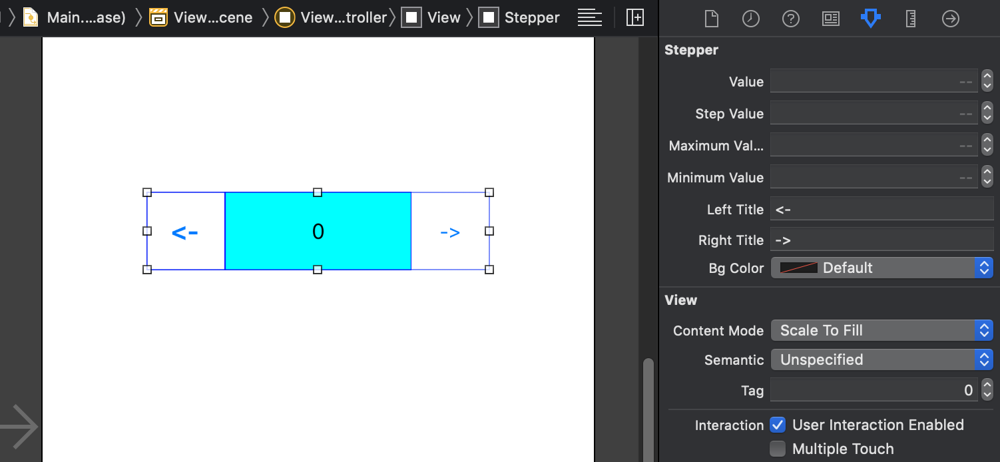 Main....ase) View...cene View...troller View Stepper
Stepper
Value --
Step Value --
Maximum Val... --
Minimum Value --
Left Title <-
Right Title ->
Bg Color Default
<- 0 ->
View
Content Mode Scale To Fill
Semantic Unspecified
Tag 0
Interaction User Interaction Enabled
Multiple Touch